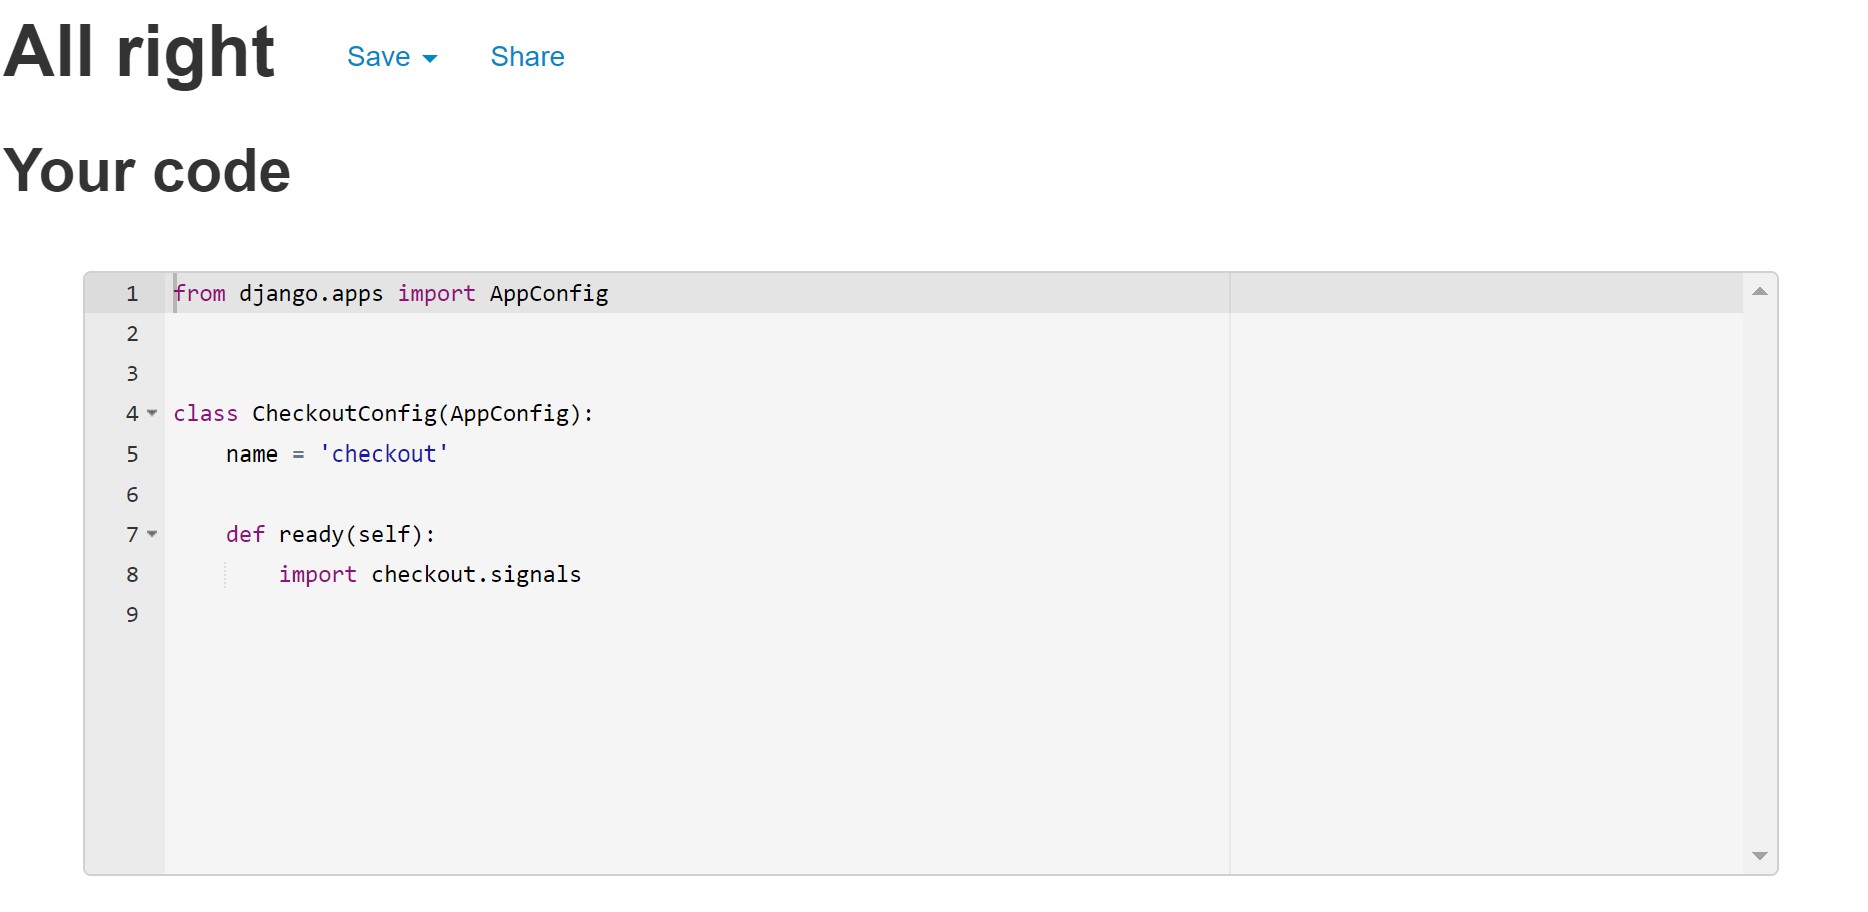 All right Save Share
Your code
1 from django.apps import AppConfig
2
3
4 class CheckoutConfig(AppConfig):
5     name = 'checkout'
6
7     def ready(self):
8         import checkout.signals
9